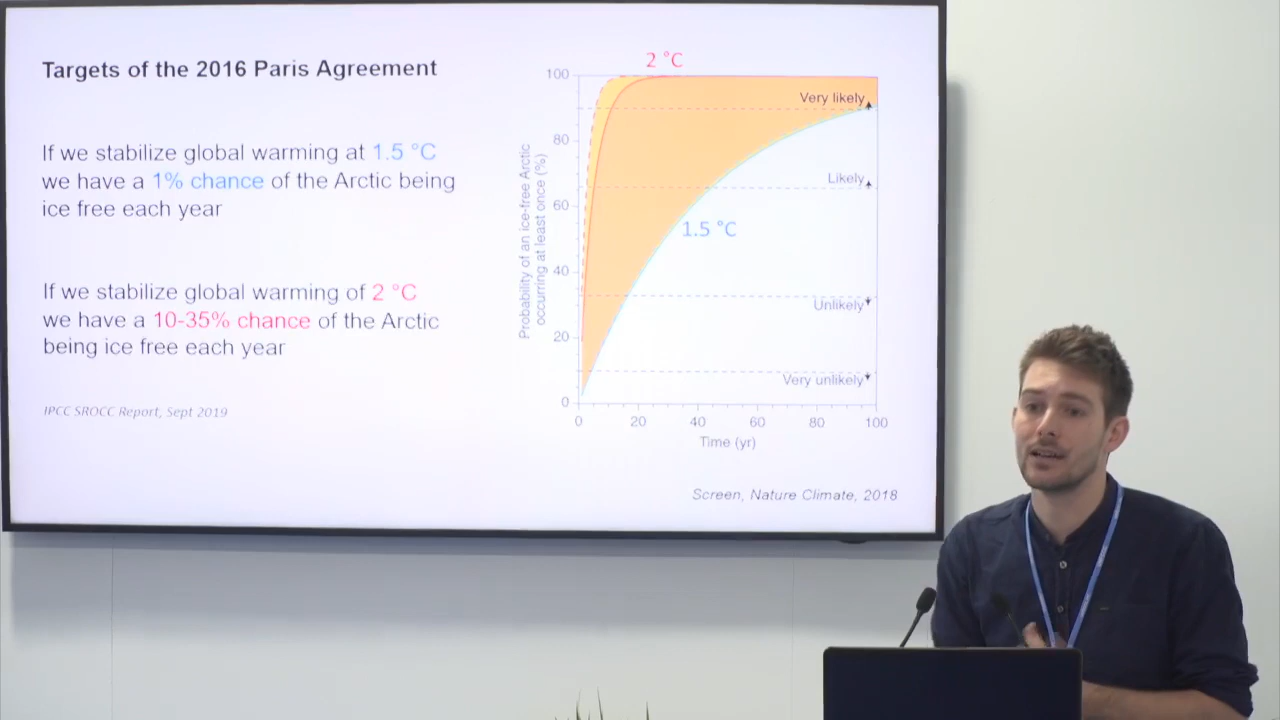 Targets of the 2016 Paris Agreement
If we stabilize global warming at 1.5 °C
we have a 1% chance of the Arctic being
ice free each year
If we stabilize global warming of 2 °C
we have a 10-35% chance of the Arctic
being ice free each year
IPCC SROCC Report, Sept 2019
2 °C
Probability of an ice-free Arctic
occurring at least once (%)
100
80
60
40
20
0
Very likely
Likely
1.5 °C
Unlikely
Very unlikely
0 20 40 60 80 100
Time (yr)
Screen, Nature Climate, 2018